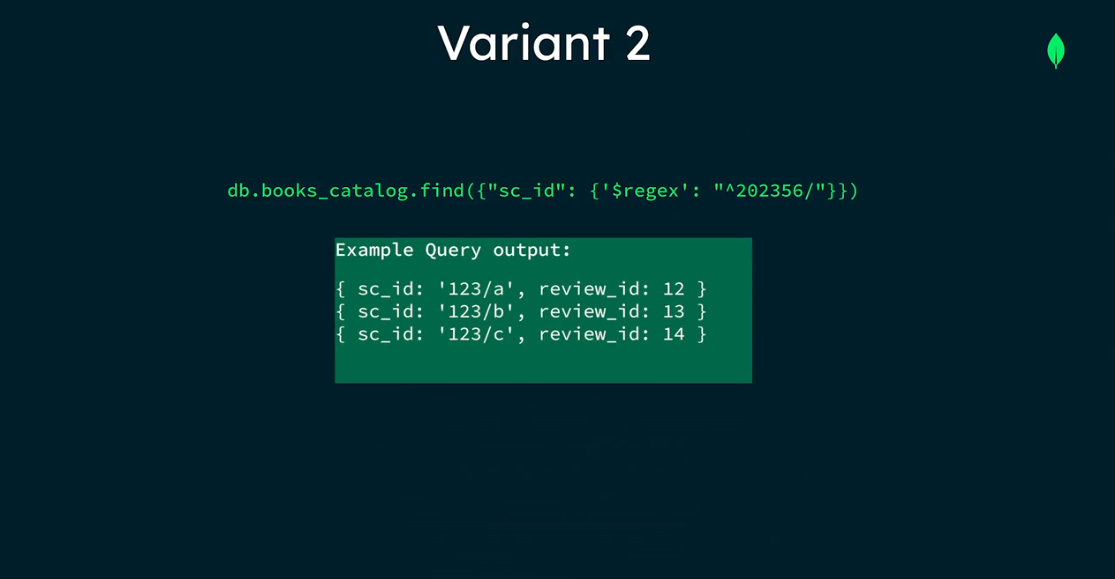 Variant 2
db.books_catalog.find({"sc_id": {'$regex': "^202356/"}})
Example Query output:
{ sc_id: '123/a', review_id: 12 }
{ sc_id: '123/b', review_id: 13 }
{ sc_id: '123/c', review_id: 14 }